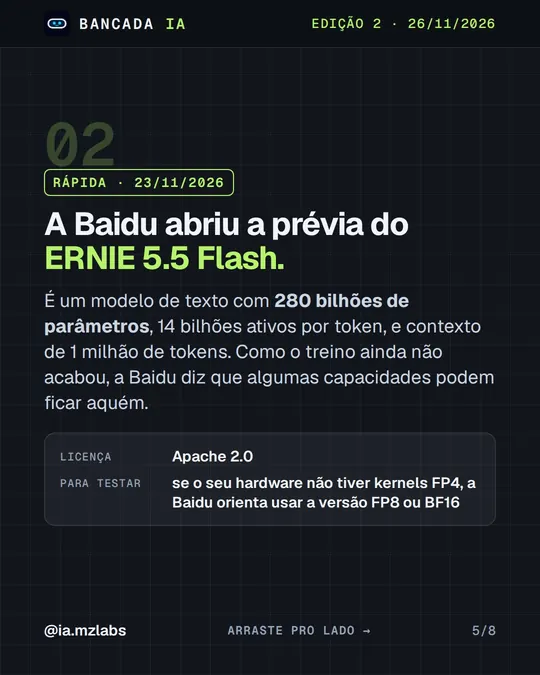 BANCADA IA
EDIÇÃO 2 · 26/11/2026
02
RÁPIDA · 23/11/2026
A Baidu abriu a prévia do
ERNIE 5.5 Flash.
É um modelo de texto com 280 bilhões de
parâmetros, 14 bilhões ativos por token, e contexto
de 1 milhão de tokens. Como o treino ainda não
acabou, a Baidu diz que algumas capacidades podem
ficar aquém.
LICENÇA Apache 2.0
PARA TESTAR se o seu hardware não tiver kernels FP4, a
Baidu orienta usar a versão FP8 ou BF16
@ia.mzlabs
ARRASTE PRO LADO →
5/8